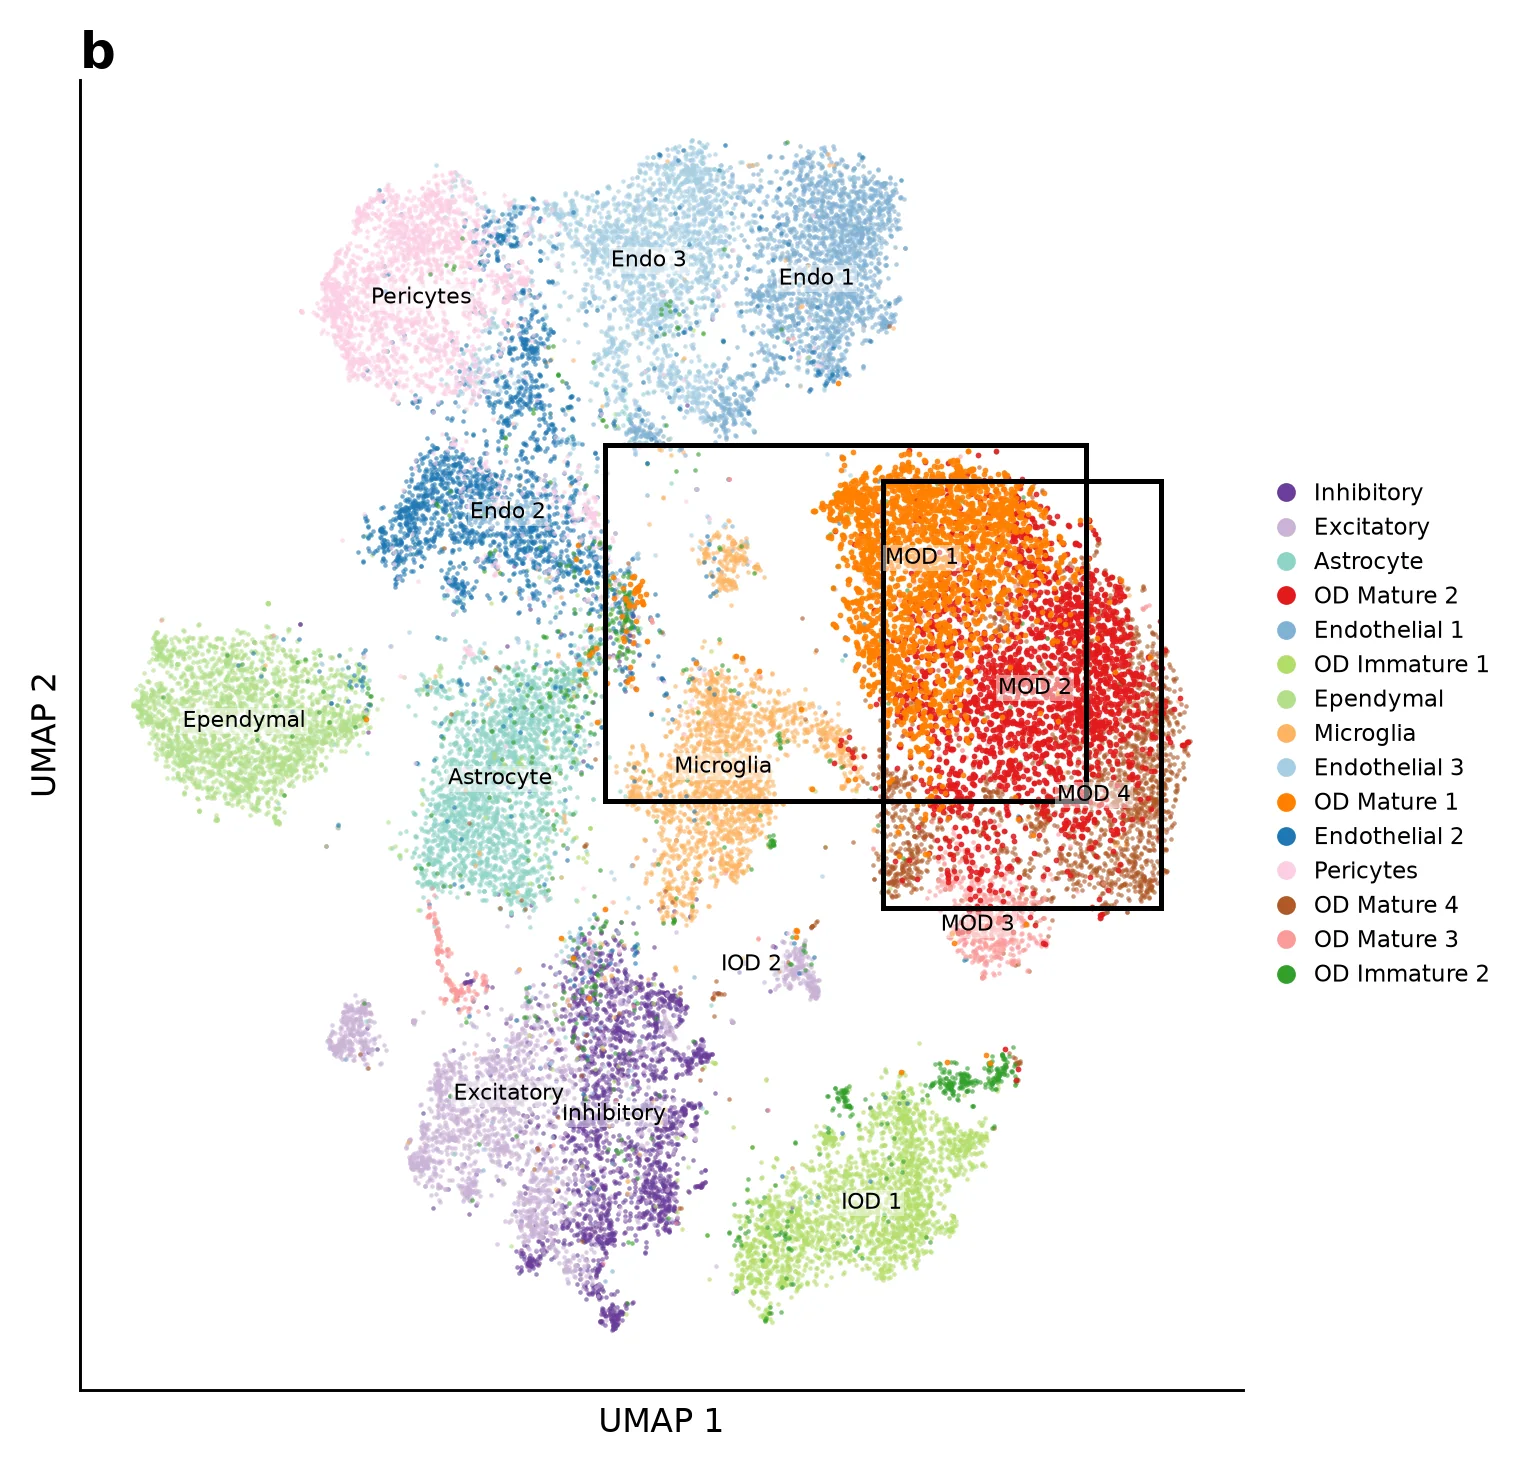 b
Endo 3
Endo 1
Pericytes
Endo 2
MOD 1
MOD 2
Ependymal
Microglia
Astrocyte
MOD 4
MOD 3
IOD 2
Excitatory
Inhibitory
IOD 1
UMAP 2
UMAP 1
Inhibitory
Excitatory
Astrocyte
OD Mature 2
Endothelial 1
OD Immature 1
Ependymal
Microglia
Endothelial 3
OD Mature 1
Endothelial 2
Pericytes
OD Mature 4
OD Mature 3
OD Immature 2